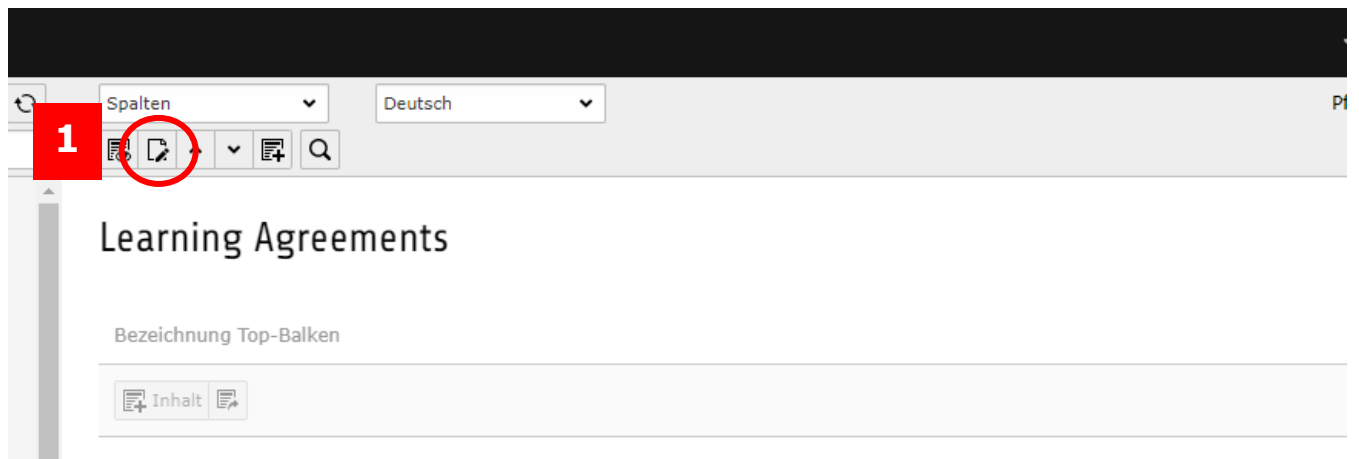 Spalten Deutsch Pf
1
Learning Agreements
Bezeichnung Top-Balken
Inhalt